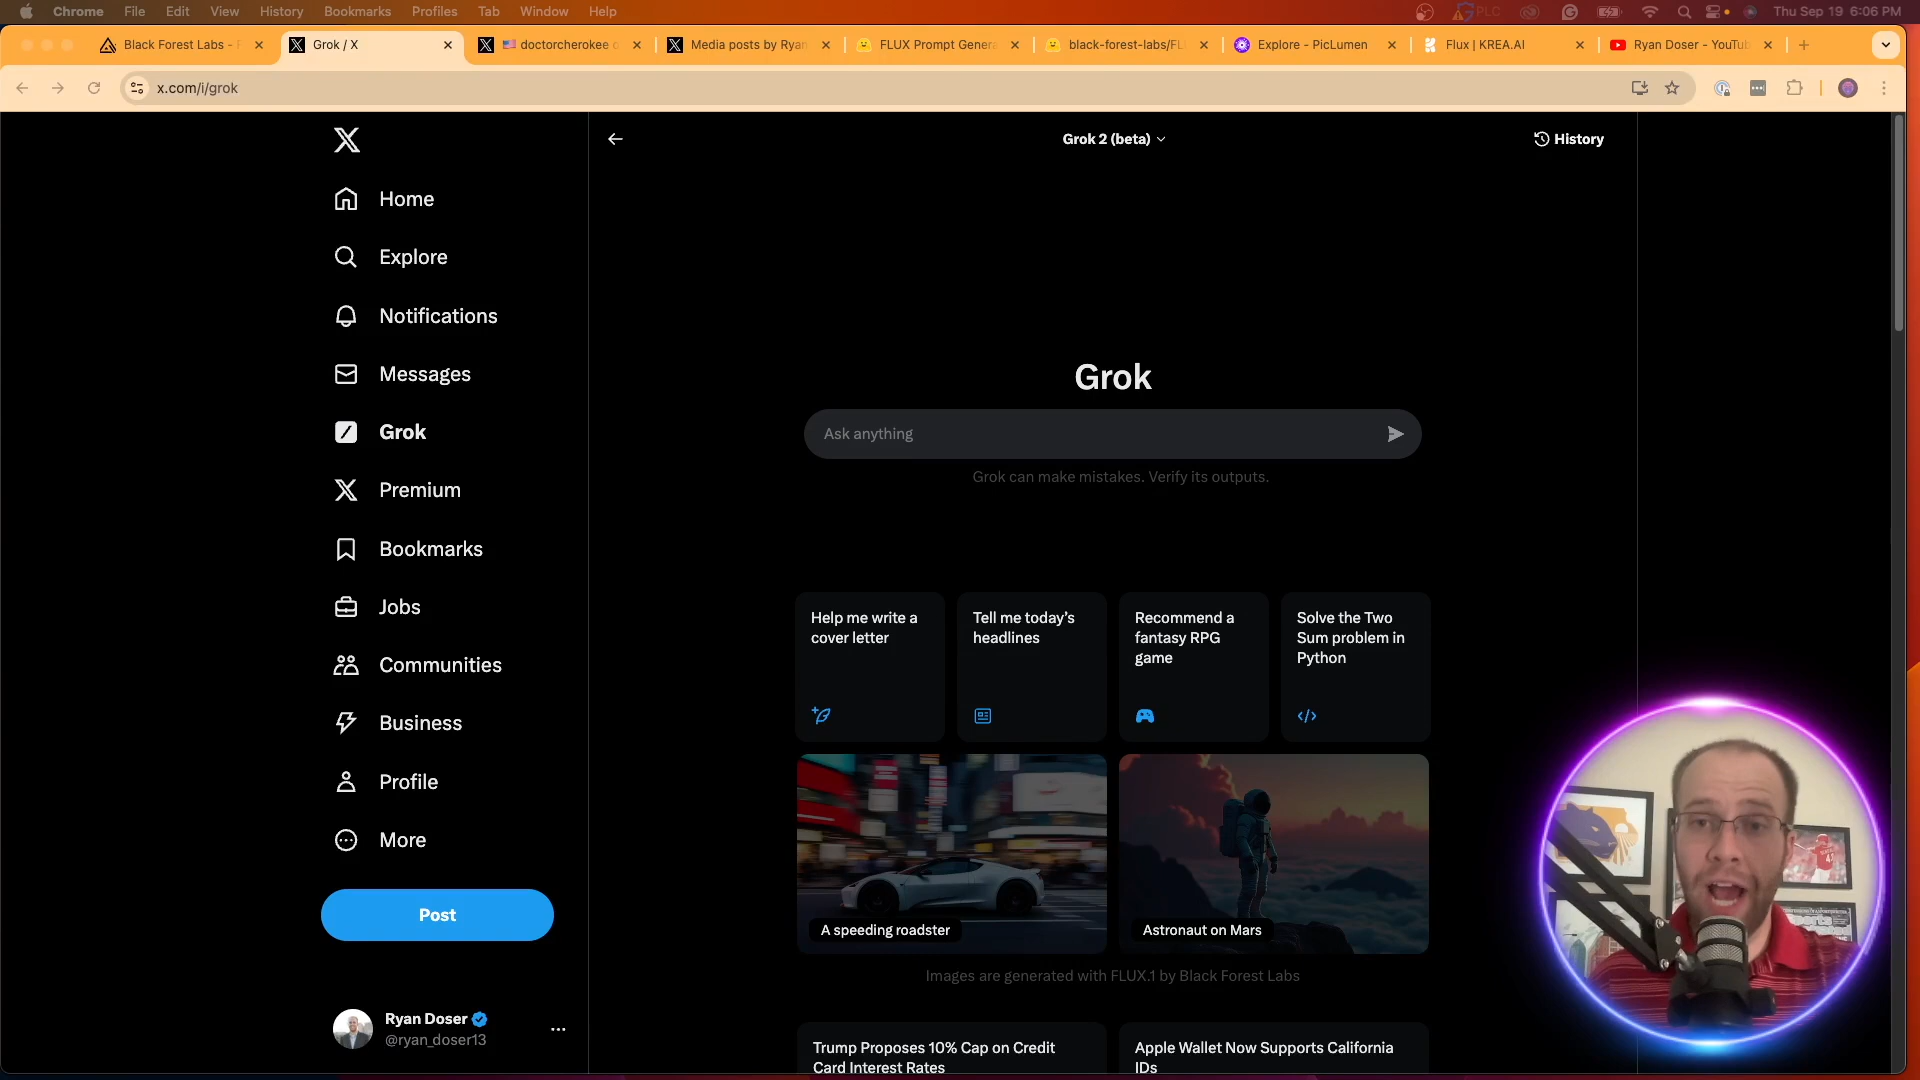 Chrome File Edit View History Bookmarks Profiles Tab Window Help PLC Thu Sep 19 6:06 PM
Black Forest Labs - Grok / X doctorcherokee Media posts by Ryan FLUX Prompt Genera black-forest-labs/FL Explore - PicLumen Flux | KREA.AI Ryan Doser - YouTub
x.com/i/grok
Grok 2 (beta)
History
Home
Explore
Notifications
Messages
Grok
Premium
Bookmarks
Jobs
Communities
Business
Profile
More
Post
Ryan Doser
@ryan_doser13
Grok
Ask anything
Grok can make mistakes. Verify its outputs.
Help me write a
cover letter
Tell me today's
headlines
Recommend a
fantasy RPG
game
Solve the Two
Sum problem in
Python
A speeding roadster
Astronaut on Mars
Images are generated with FLUX.1 by Black Forest Labs
Trump Proposes 10% Cap on Credit
Card Interest Rates
Apple Wallet Now Supports California
IDs